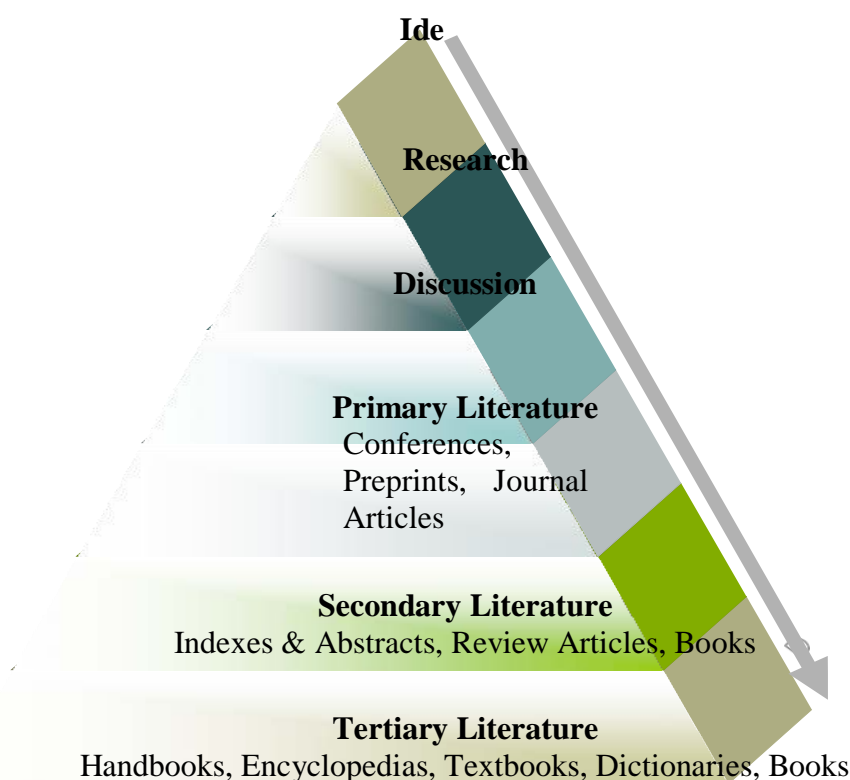 Ide
Research
Discussion
Primary Literature
Conferences,
Preprints, Journal
Articles
Secondary Literature
Indexes & Abstracts, Review Articles, Books
Tertiary Literature
Handbooks, Encyclopedias, Textbooks, Dictionaries, Books